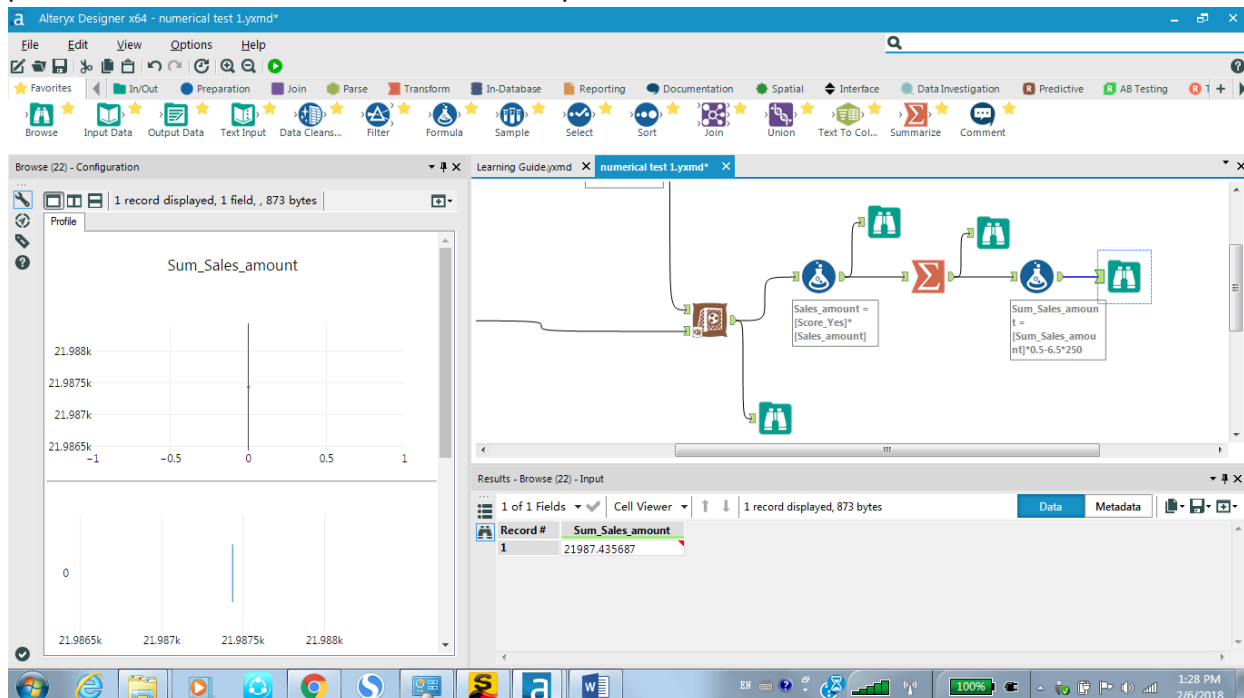 Alteryx Designer x64 - numerical test 1.yxmd*
File Edit View Options Help
Favorites In/Out Preparation Join Parse Transform In-Database Reporting Documentation Spatial Interface Data Investigation Predictive AB Testing
Browse Input Data Output Data Text Input Data Cleans... Filter Formula Sample Select Sort Join Union Text To Col... Summarize Comment
Browse (22) - Configuration
Learning Guide.yxmd numerical test 1.yxmd*
1 record displayed, 1 field, , 873 bytes
Profile
Sum_Sales_amount
21.988k
21.9875k
21.987k
21.9865k
−1 −0.5 0 0.5 1
0
21.9865k 21.987k 21.9875k 21.988k
Sales_amount =
[Score_Yes]*
[Sales_amount]
Sum_Sales_amoun
t =
[Sum_Sales_amou
nt]*0.5-6.5*250
Results - Browse (22) - Input
1 of 1 Fields Cell Viewer 1 record displayed, 873 bytes Data Metadata
Record # Sum_Sales_amount
1 21987.435687
EN 100% 1:28 PM
2/6/2018